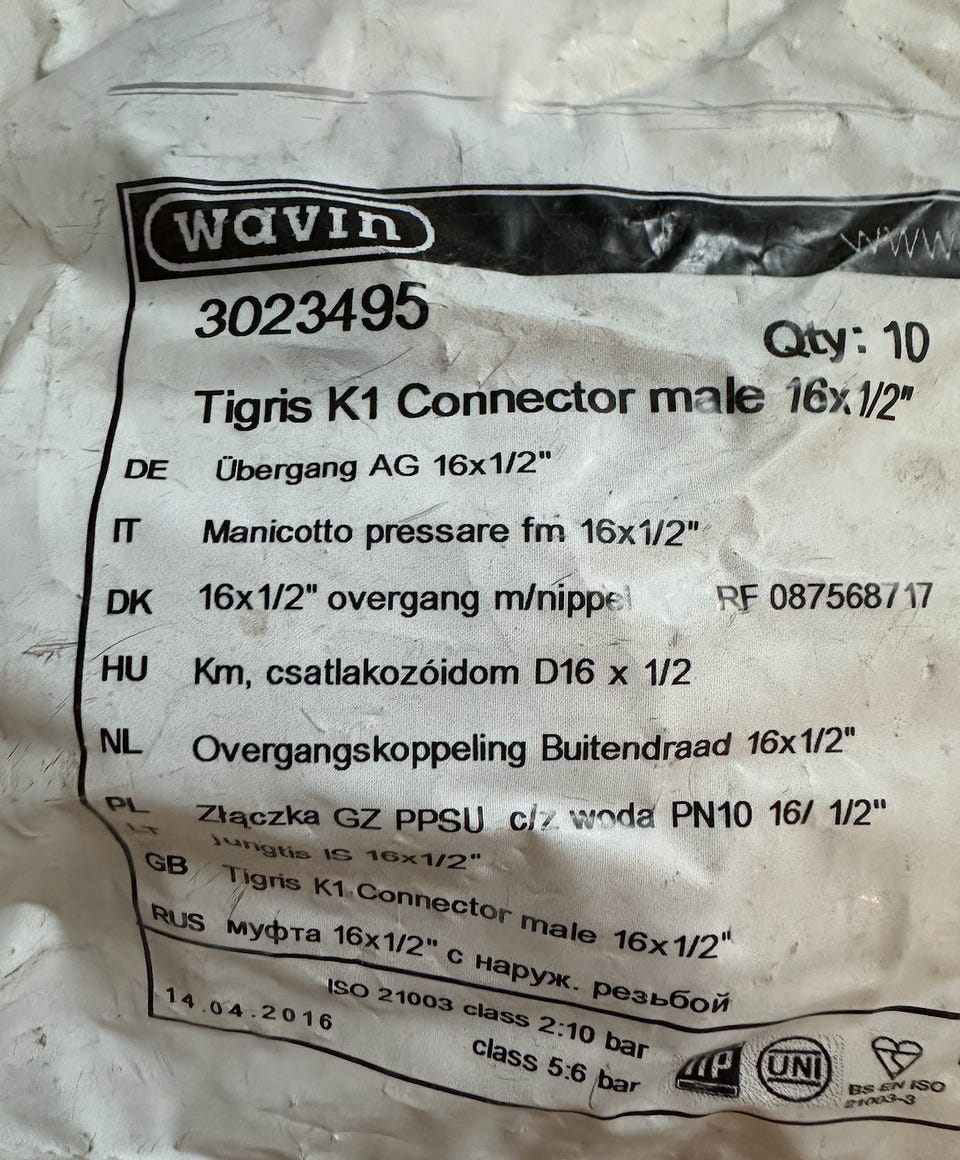 wavin
www
3023495
Qty: 10
Tigris K1 Connector male 16x1/2"
DE Übergang AG 16x1/2"
IT Manicotto pressare fm 16x1/2"
DK 16x1/2" overgang m/nippel RF 087568717
HU Km, csatlakozóidom D16 x 1/2
NL Overgangskoppeling Buitendraad 16x1/2"
PL Złączka GZ PPSU c/z woda PN10 16/ 1/2"
LT jungtis IS 16x1/2"
GB Tigris K1 Connector male 16x1/2"
RUS муфта 16x1/2" с наруж. резьбой
14.04.2016
ISO 21003 class 2:10 bar
class 5:6 bar
IIP UNI
BS EN ISO
21003-3